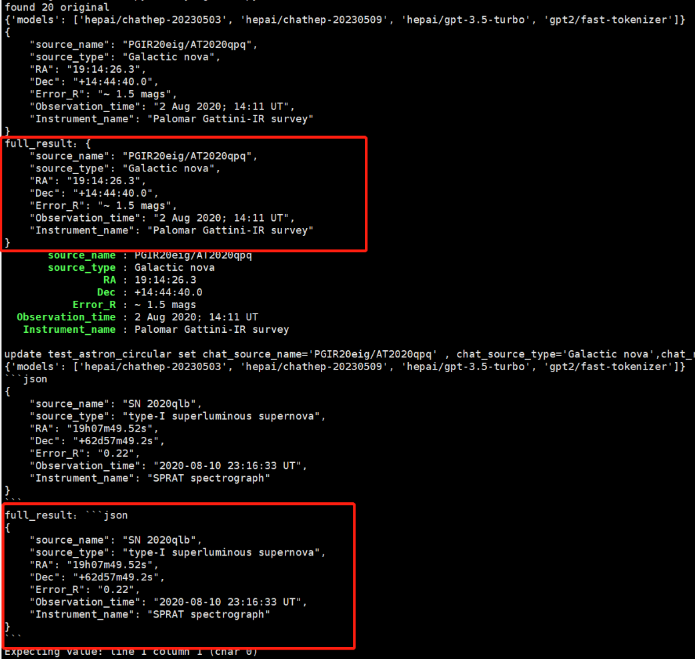 found 20 original
{'models': ['hepai/chathep-20230503', 'hepai/chathep-20230509', 'hepai/gpt-3.5-turbo', 'gpt2/fast-tokenizer']}
{
    "source_name": "PGIR20eig/AT2020qpq",
    "source_type": "Galactic nova",
    "RA": "19:14:26.3",
    "Dec": "+14:44:40.0",
    "Error_R": "~ 1.5 mags",
    "Observation_time": "2 Aug 2020; 14:11 UT",
    "Instrument_name": "Palomar Gattini-IR survey"
}
full_result: {
    "source_name": "PGIR20eig/AT2020qpq",
    "source_type": "Galactic nova",
    "RA": "19:14:26.3",
    "Dec": "+14:44:40.0",
    "Error_R": "~ 1.5 mags",
    "Observation_time": "2 Aug 2020; 14:11 UT",
    "Instrument_name": "Palomar Gattini-IR survey"
}
source_name : PGIR20eig/AT2020qpq
source_type : Galactic nova
RA : 19:14:26.3
Dec : +14:44:40.0
Error_R : ~ 1.5 mags
Observation_time : 2 Aug 2020; 14:11 UT
Instrument_name : Palomar Gattini-IR survey
update test_astron_circular set chat_source_name='PGIR20eig/AT2020qpq' , chat_source_type='Galactic nova',chat_
{'models': ['hepai/chathep-20230503', 'hepai/chathep-20230509', 'hepai/gpt-3.5-turbo', 'gpt2/fast-tokenizer']}
```json
{
    "source_name": "SN 2020qlb",
    "source_type": "type-I superluminous supernova",
    "RA": "19h07m49.52s",
    "Dec": "+62d57m49.2s",
    "Error_R": "0.22",
    "Observation_time": "2020-08-10 23:16:33 UT",
    "Instrument_name": "SPRAT spectrograph"
}
```
full_result: ```json
{
    "source_name": "SN 2020qlb",
    "source_type": "type-I superluminous supernova",
    "RA": "19h07m49.52s",
    "Dec": "+62d57m49.2s",
    "Error_R": "0.22",
    "Observation_time": "2020-08-10 23:16:33 UT",
    "Instrument_name": "SPRAT spectrograph"
}
```
Expecting value: line 1 column 1 (char 0)